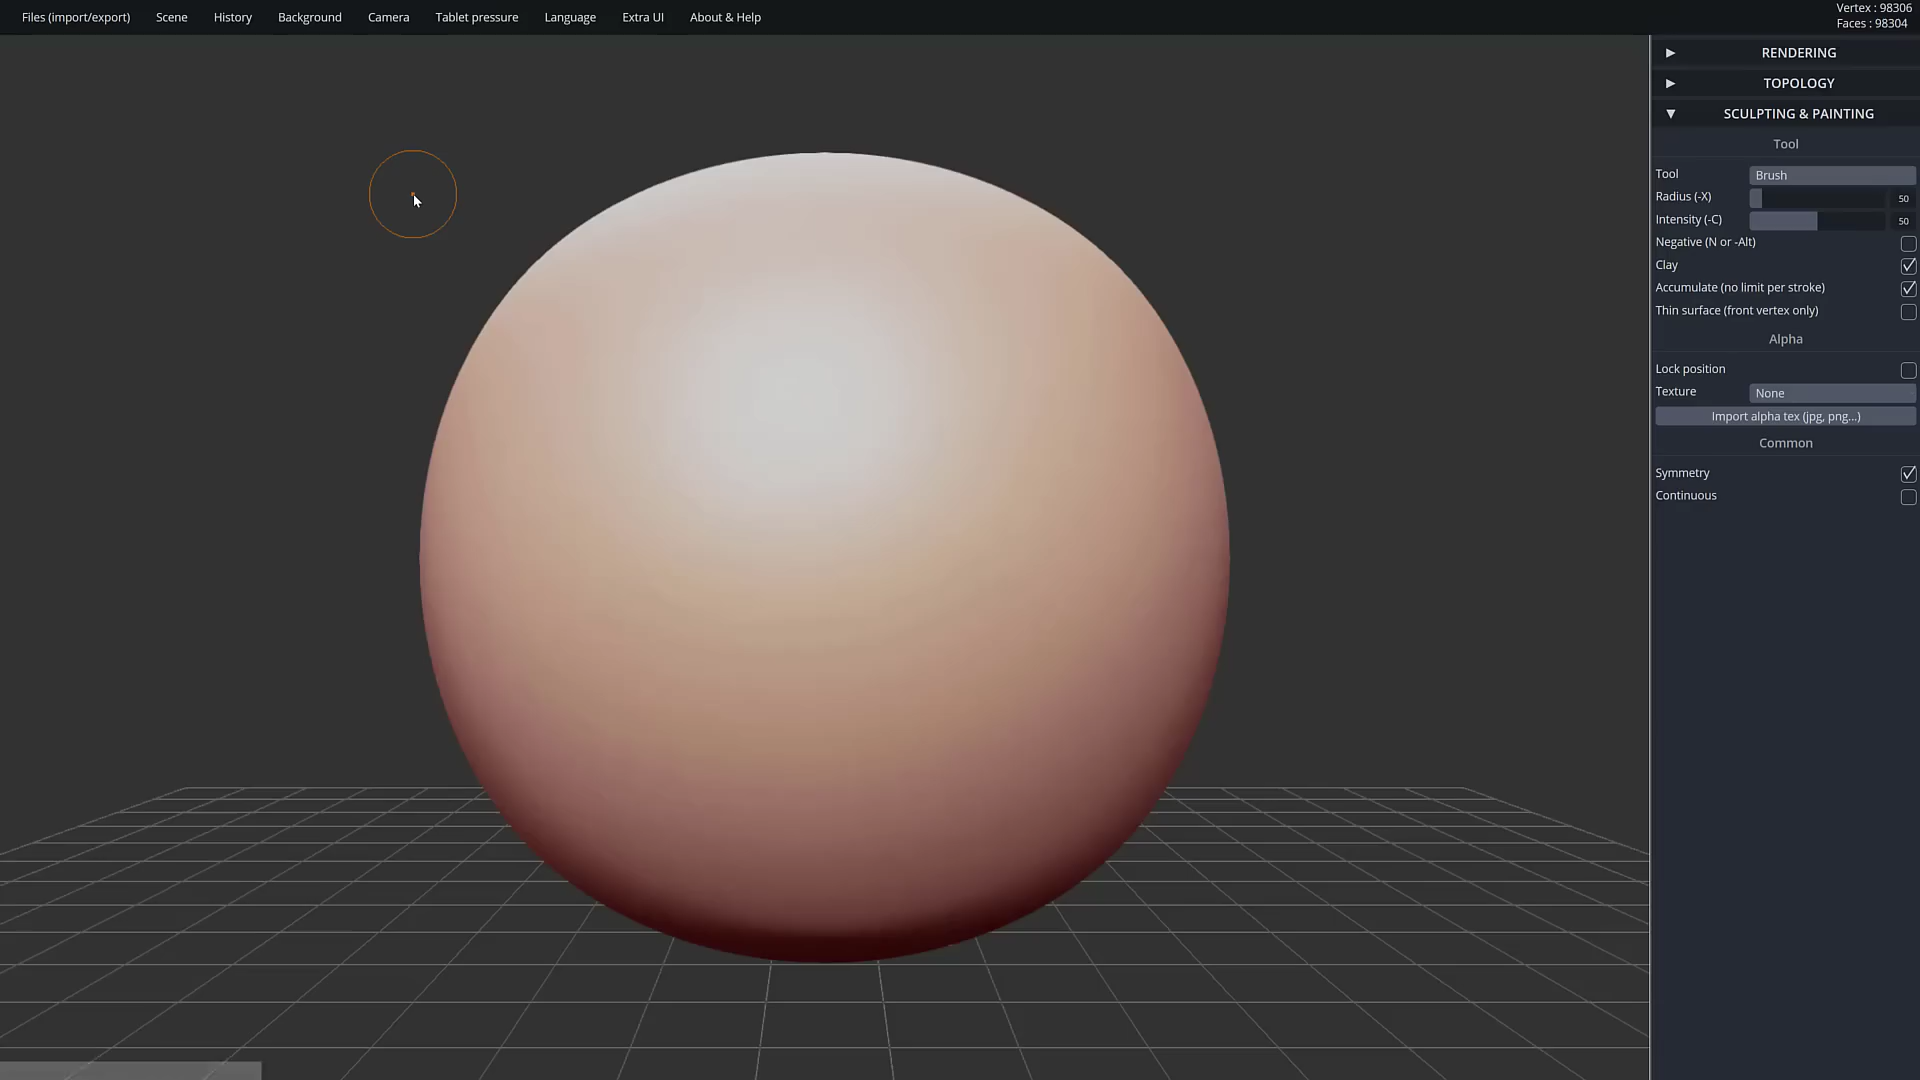 Files (import/export) Scene History Background Camera Tablet pressure Language Extra UI About & Help
Vertex : 98306
Faces : 98304
RENDERING
TOPOLOGY
SCULPTING & PAINTING
Tool
Tool Brush
Radius (-X) 50
Intensity (-C) 50
Negative (N or -Alt)
Clay
Accumulate (no limit per stroke)
Thin surface (front vertex only)
Alpha
Lock position
Texture None
Import alpha tex (jpg, png...)
Common
Symmetry
Continuous